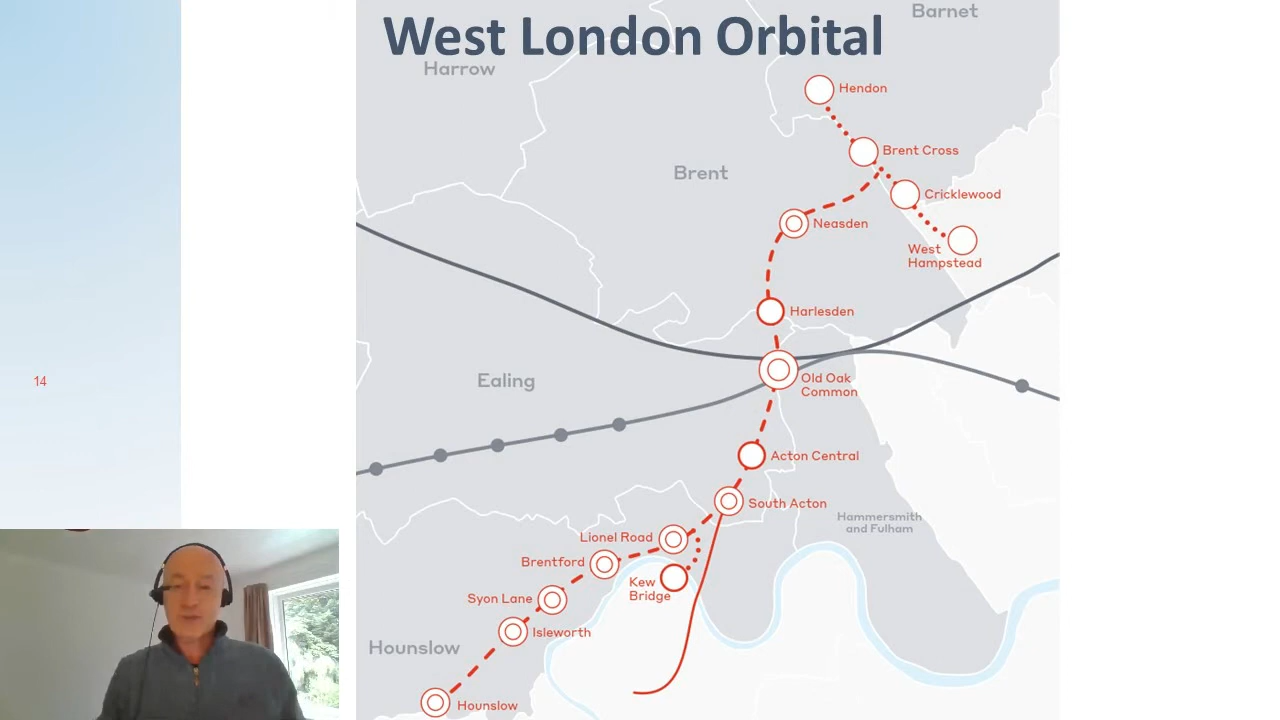 West London Orbital
Barnet
Harrow
Hendon
Brent Cross
Brent
Cricklewood
Neasden
West
Hampstead
Harlesden
14
Ealing
Old Oak
Common
Acton Central
South Acton
Hammersmith
and Fulham
Lionel Road
Brentford
Kew
Bridge
Syon Lane
Isleworth
Hounslow
Hounslow